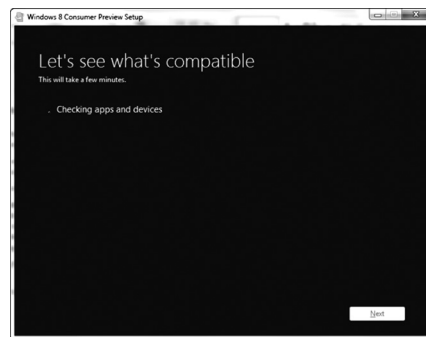 Windows 8 Consumer Preview Setup
Let's see what's compatible
This will take a few minutes.
Checking apps and devices
Next